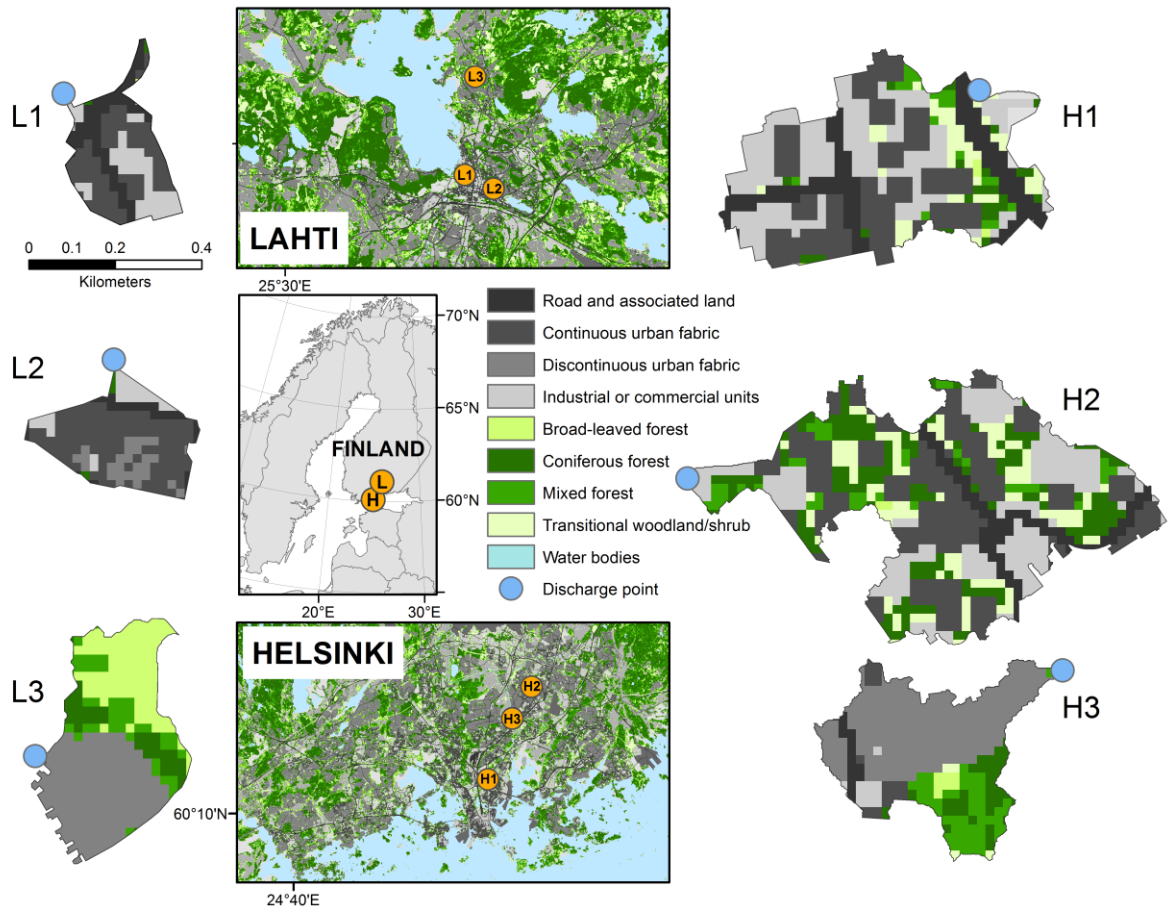 L1
0 0.1 0.2 0.4
Kilometers
L3
L1
L2
LAHTI
25°30'E
H1
L2
70°N
65°N
60°N
FINLAND
L
H
20°E 30°E
Road and associated land
Continuous urban fabric
Discontinuous urban fabric
Industrial or commercial units
Broad-leaved forest
Coniferous forest
Mixed forest
Transitional woodland/shrub
Water bodies
Discharge point
H2
L3
HELSINKI
H2
H3
H1
60°10'N
24°40'E
H3